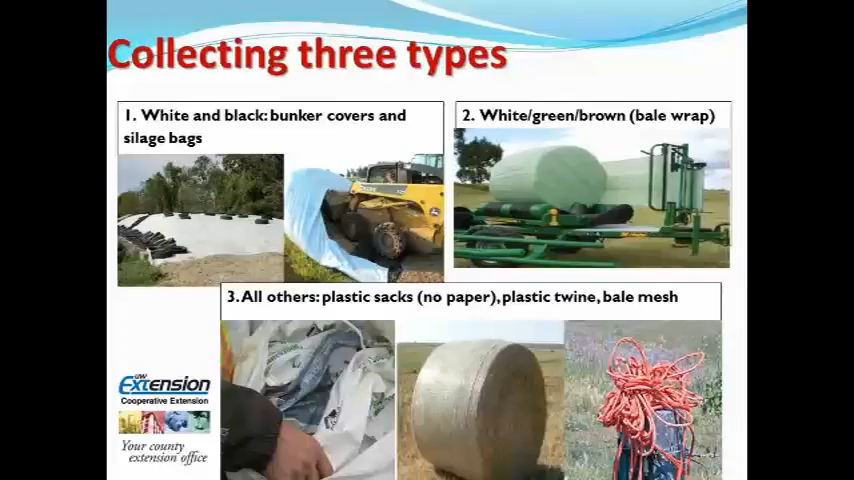 Collecting three types
1. White and black: bunker covers and
silage bags
2. White/green/brown (bale wrap)
3. All others: plastic sacks (no paper), plastic twine, bale mesh
UW
Extension
Cooperative Extension
Your county
extension office